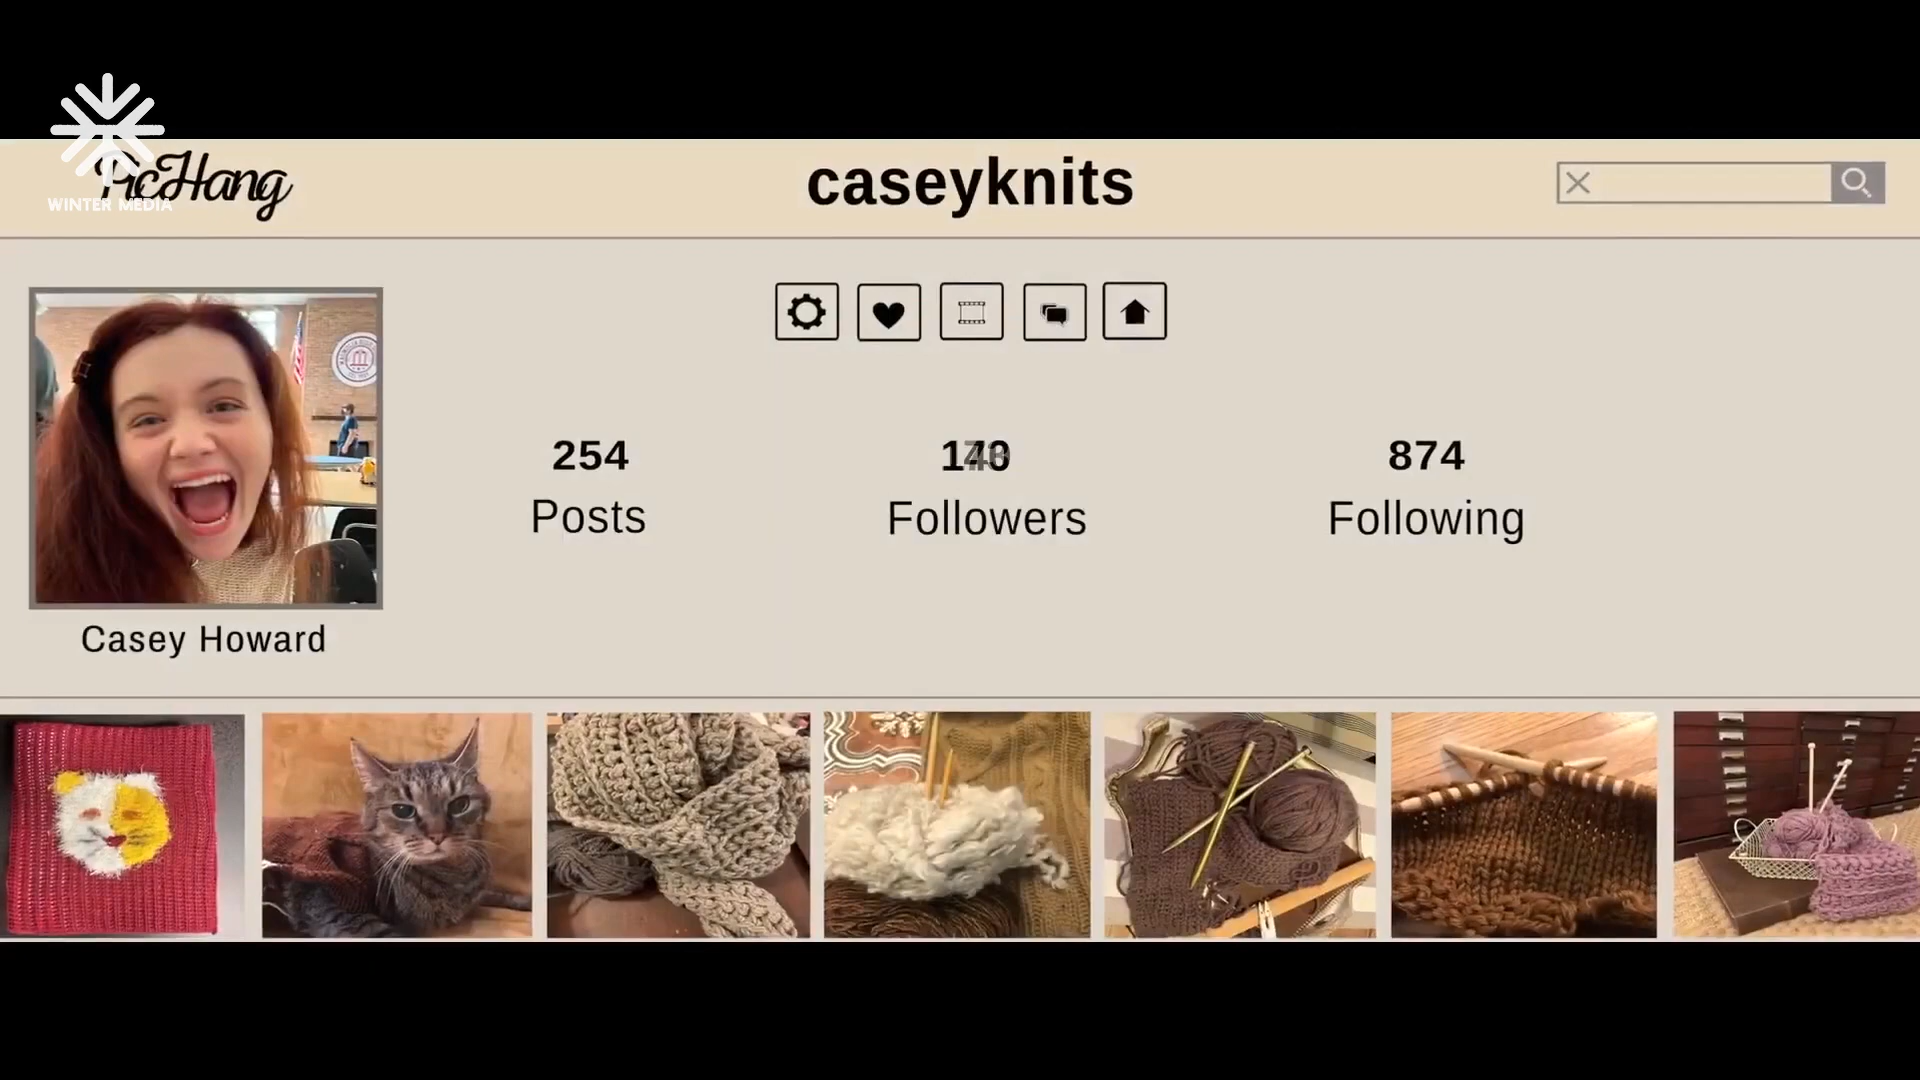 PicHang
WINTER MEDIA
caseyknits
254
Posts
Followers
874
Following
Casey Howard